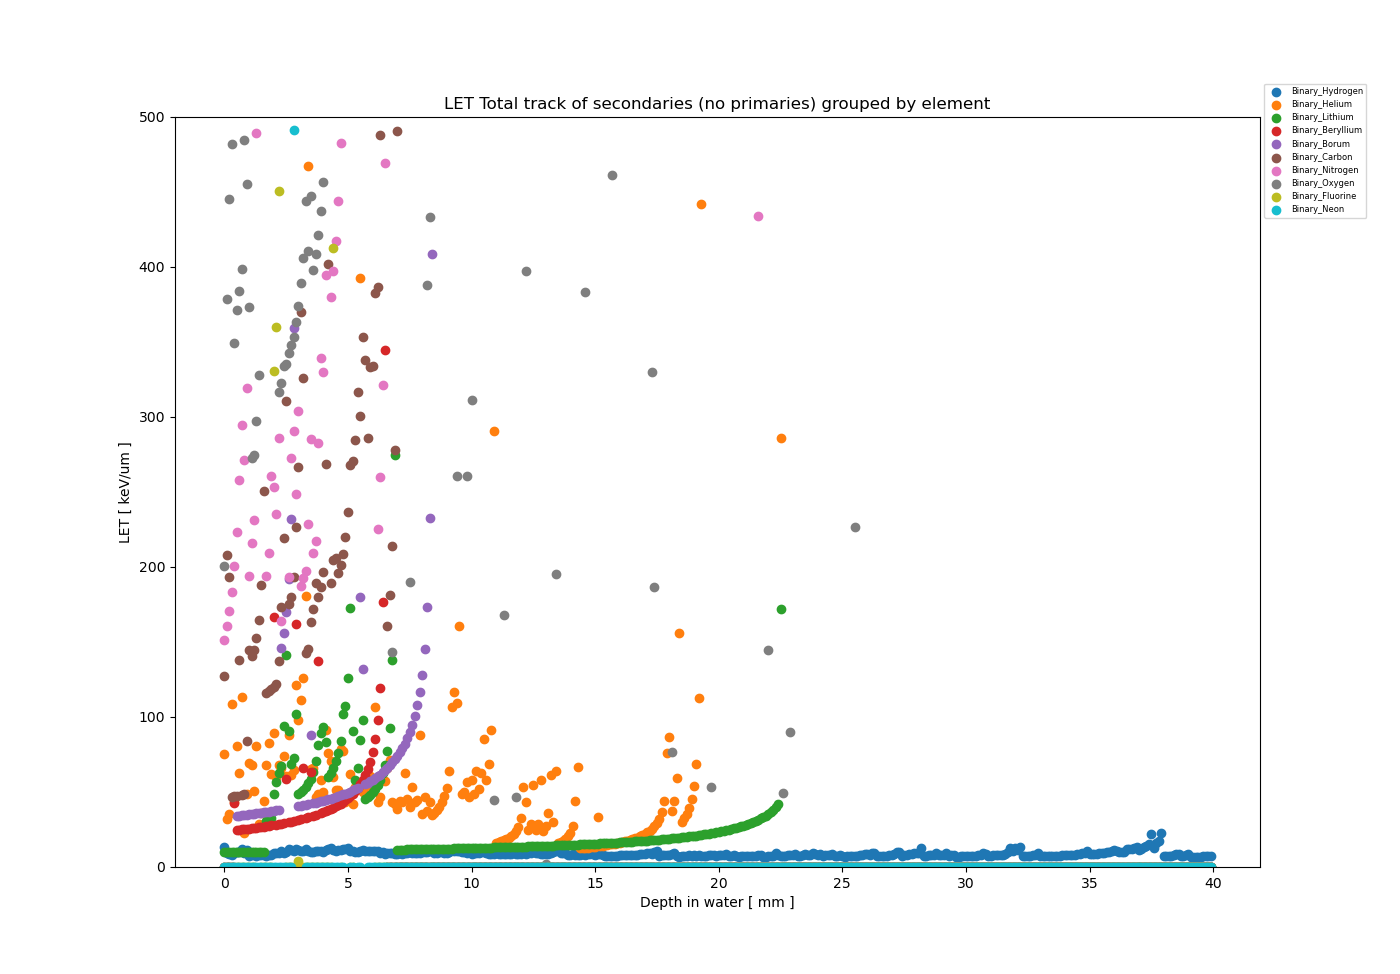 LET Total track of secondaries (no primaries) grouped by element
Binary_Hydrogen
Binary_Helium
Binary_Lithium
Binary_Beryllium
Binary_Borum
Binary_Carbon
Binary_Nitrogen
Binary_Oxygen
Binary_Fluorine
Binary_Neon
LET [ keV/um ]
500
400
300
200
100
0
0 5 10 15 20 25 30 35 40
Depth in water [ mm ]